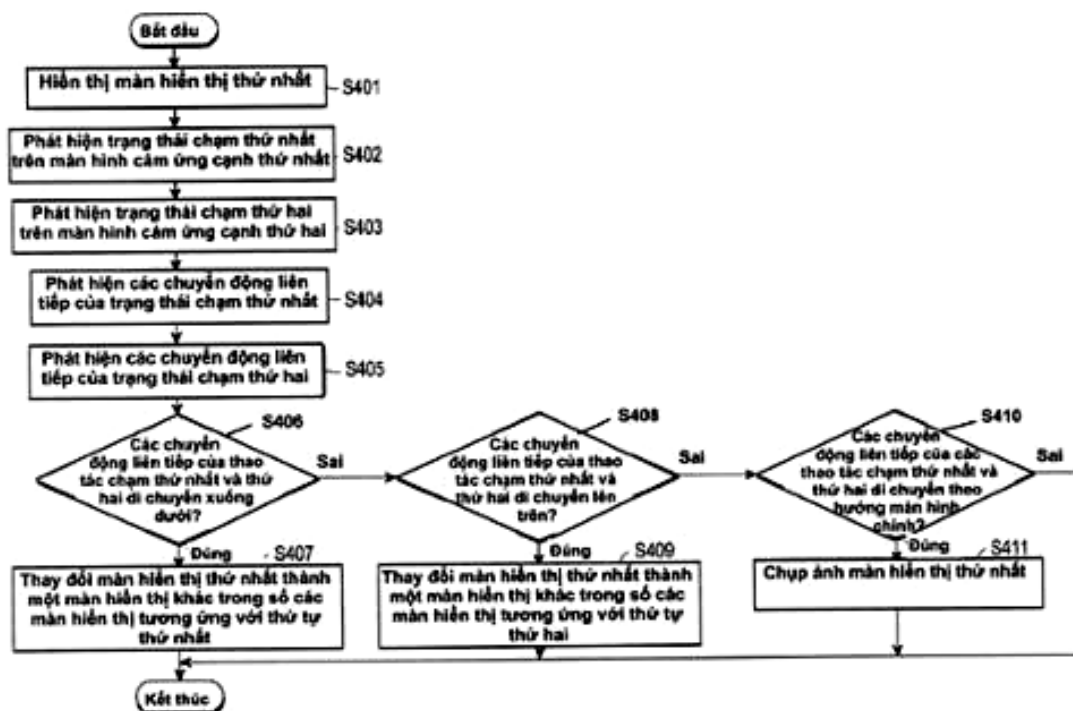 Bắt đầu
Hiển thị màn hiển thị thứ nhất
S401
Phát hiện trạng thái chạm thứ nhất
trên màn hình cảm ứng cạnh thứ nhất
S402
Phát hiện trạng thái chạm thứ hai
trên màn hình cảm ứng cạnh thứ hai
S403
Phát hiện các chuyển động liên
tiếp của trạng thái chạm thứ nhất
S404
Phát hiện các chuyển động liên
tiếp của trạng thái chạm thứ hai
S405
S406
Các chuyển
động liên tiếp của thao
tác chạm thứ nhất và thứ
hai di chuyển xuống
dưới?
Sai
S408
Các chuyển
động liên tiếp của thao
tác chạm thứ nhất và
thứ hai di chuyển lên
trên?
Sai
S410
Các chuyển
động liên tiếp của các
thao tác chạm thứ nhất và
thứ hai di chuyển theo
hướng màn hình
chính?
Sai
Đúng
S407
Thay đổi màn hiển thị thứ nhất thành
một màn hiển thị khác trong số các
màn hiển thị tương ứng với thứ tự
thứ nhất
Đúng
S409
Thay đổi màn hiển thị thứ nhất thành
một màn hiển thị khác trong số các
màn hiển thị tương ứng với thứ tự
thứ hai
Đúng
S411
Chụp ảnh màn hiển thị thứ nhất
Kết thúc